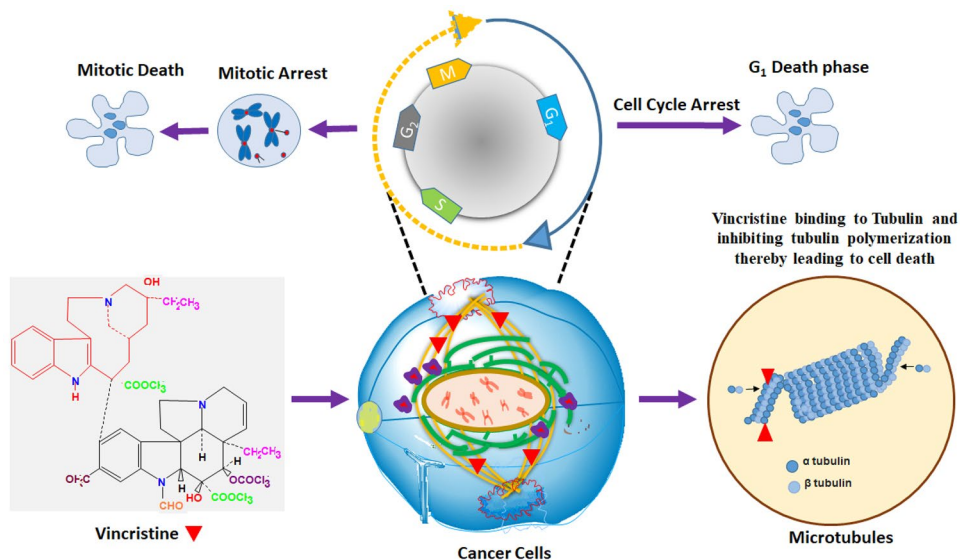 Mitotic Death
Mitotic Arrest
M
G₂
G₁
S
Cell Cycle Arrest
G₁ Death phase
Vincristine binding to Tubulin and
inhibiting tubulin polymerization
thereby leading to cell death
OH
N
CH₂CH₃
N
H
COOCl₃
N
H
CH₂CH₃
H
OCOCl₃
N
H
HO
COOCl₃
CHO
Vincristine
Cancer Cells
α tubulin
β tubulin
Microtubules